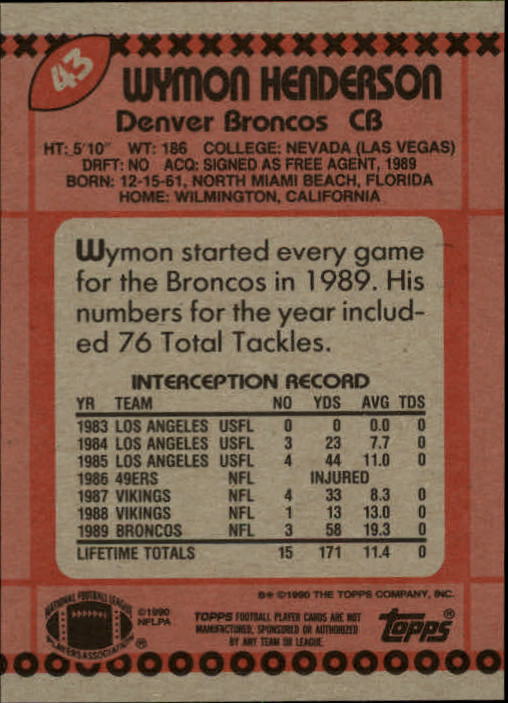 43
WYMON HENDERSON
Denver Broncos CB
HT: 5'10" WT: 186 COLLEGE: NEVADA (LAS VEGAS)
DRFT: NO ACQ: SIGNED AS FREE AGENT, 1989
BORN: 12-15-61, NORTH MIAMI BEACH, FLORIDA
HOME: WILMINGTON, CALIFORNIA
Wymon started every game
for the Broncos in 1989. His
numbers for the year includ-
ed 76 Total Tackles.
INTERCEPTION RECORD
YR TEAM NO YDS AVG TDS
1983 LOS ANGELES USFL 0 0 0.0 0
1984 LOS ANGELES USFL 3 23 7.7 0
1985 LOS ANGELES USFL 4 44 11.0 0
1986 49ERS NFL INJURED
1987 VIKINGS NFL 4 33 8.3 0
1988 VIKINGS NFL 1 13 13.0 0
1989 BRONCOS NFL 3 58 19.3 0
LIFETIME TOTALS 15 171 11.4 0
B* ©1990 THE TOPPS COMPANY, INC.
NATIONAL FOOTBALL LEAGUE
PLAYERS ASSOCIATION ®
©1990
NFLPA
TOPPS FOOTBALL PLAYER CARDS ARE NOT
MANUFACTURED, SPONSORED OR AUTHORIZED
BY ANY TEAM OR LEAGUE.
topps®